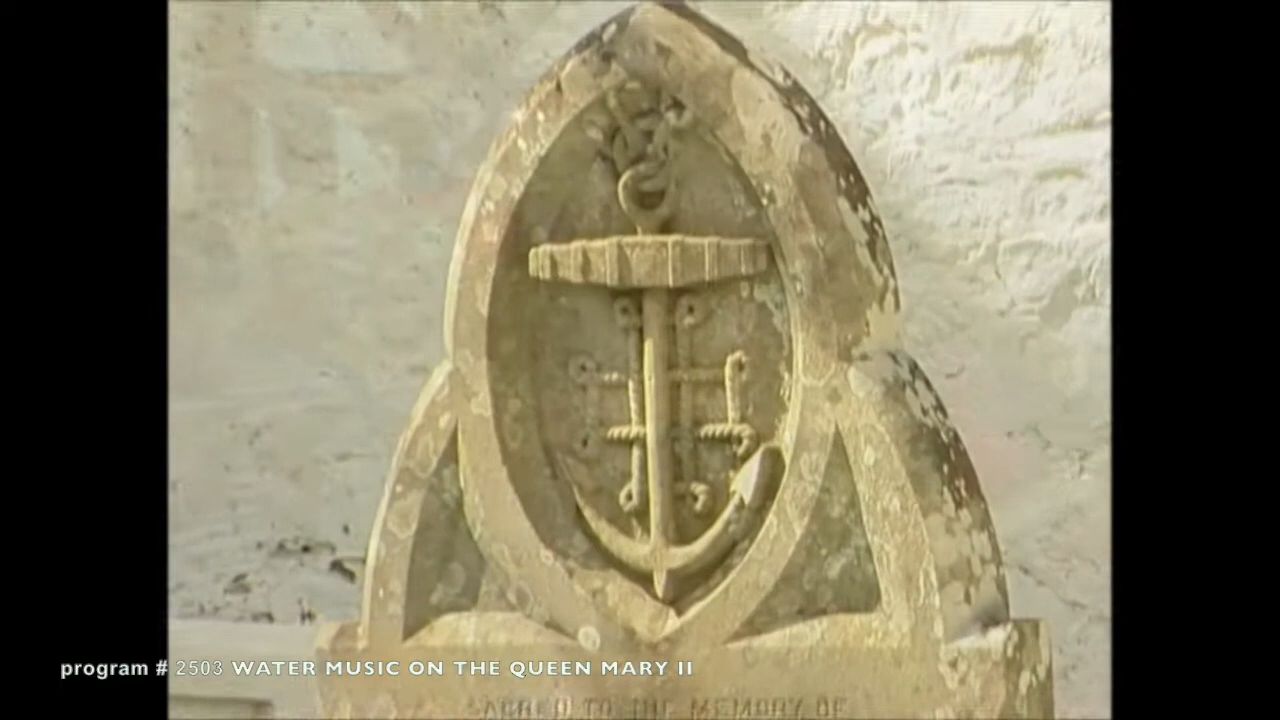 program # 2503 WATER MUSIC ON THE QUEEN MARY II
SACRED TO THE MEMORY OF